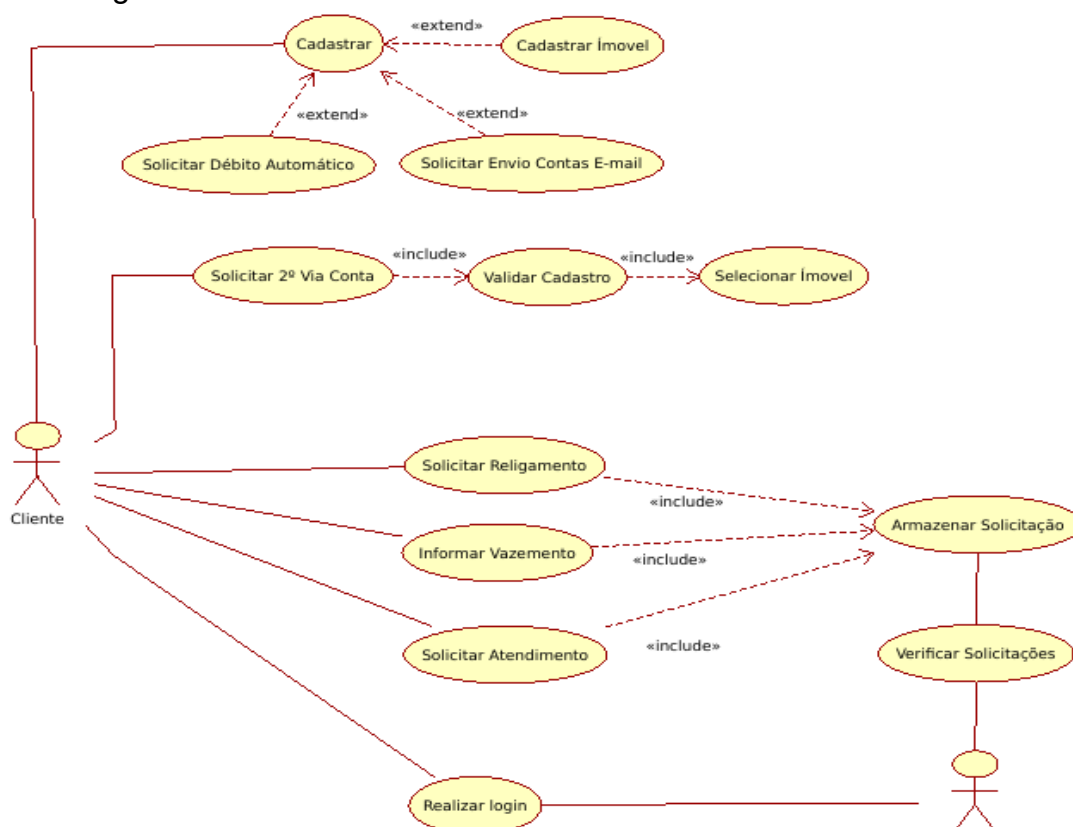 «extend»
Cadastrar
Cadastrar Ímovel
«extend»
«extend»
Solicitar Débito Automático
Solicitar Envio Contas E-mail
«include»
«include»
Solicitar 2º Via Conta
Validar Cadastro
Selecionar Ímovel
Solicitar Religamento
«include»
Cliente
Armazenar Solicitação
Informar Vazemento
«include»
«include»
Solicitar Atendimento
Verificar Solicitações
Realizar login